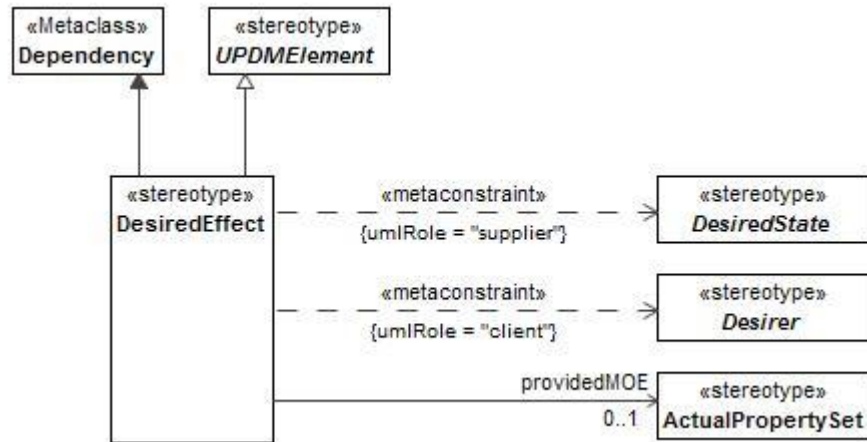 «Metaclass»
Dependency
«stereotype»
UPDMElement
«stereotype»
DesiredEffect
«metaconstraint»
{umlRole = "supplier"}
«stereotype»
DesiredState
«metaconstraint»
{umlRole = "client"}
«stereotype»
Desirer
providedMOE
0..1
«stereotype»
ActualPropertySet